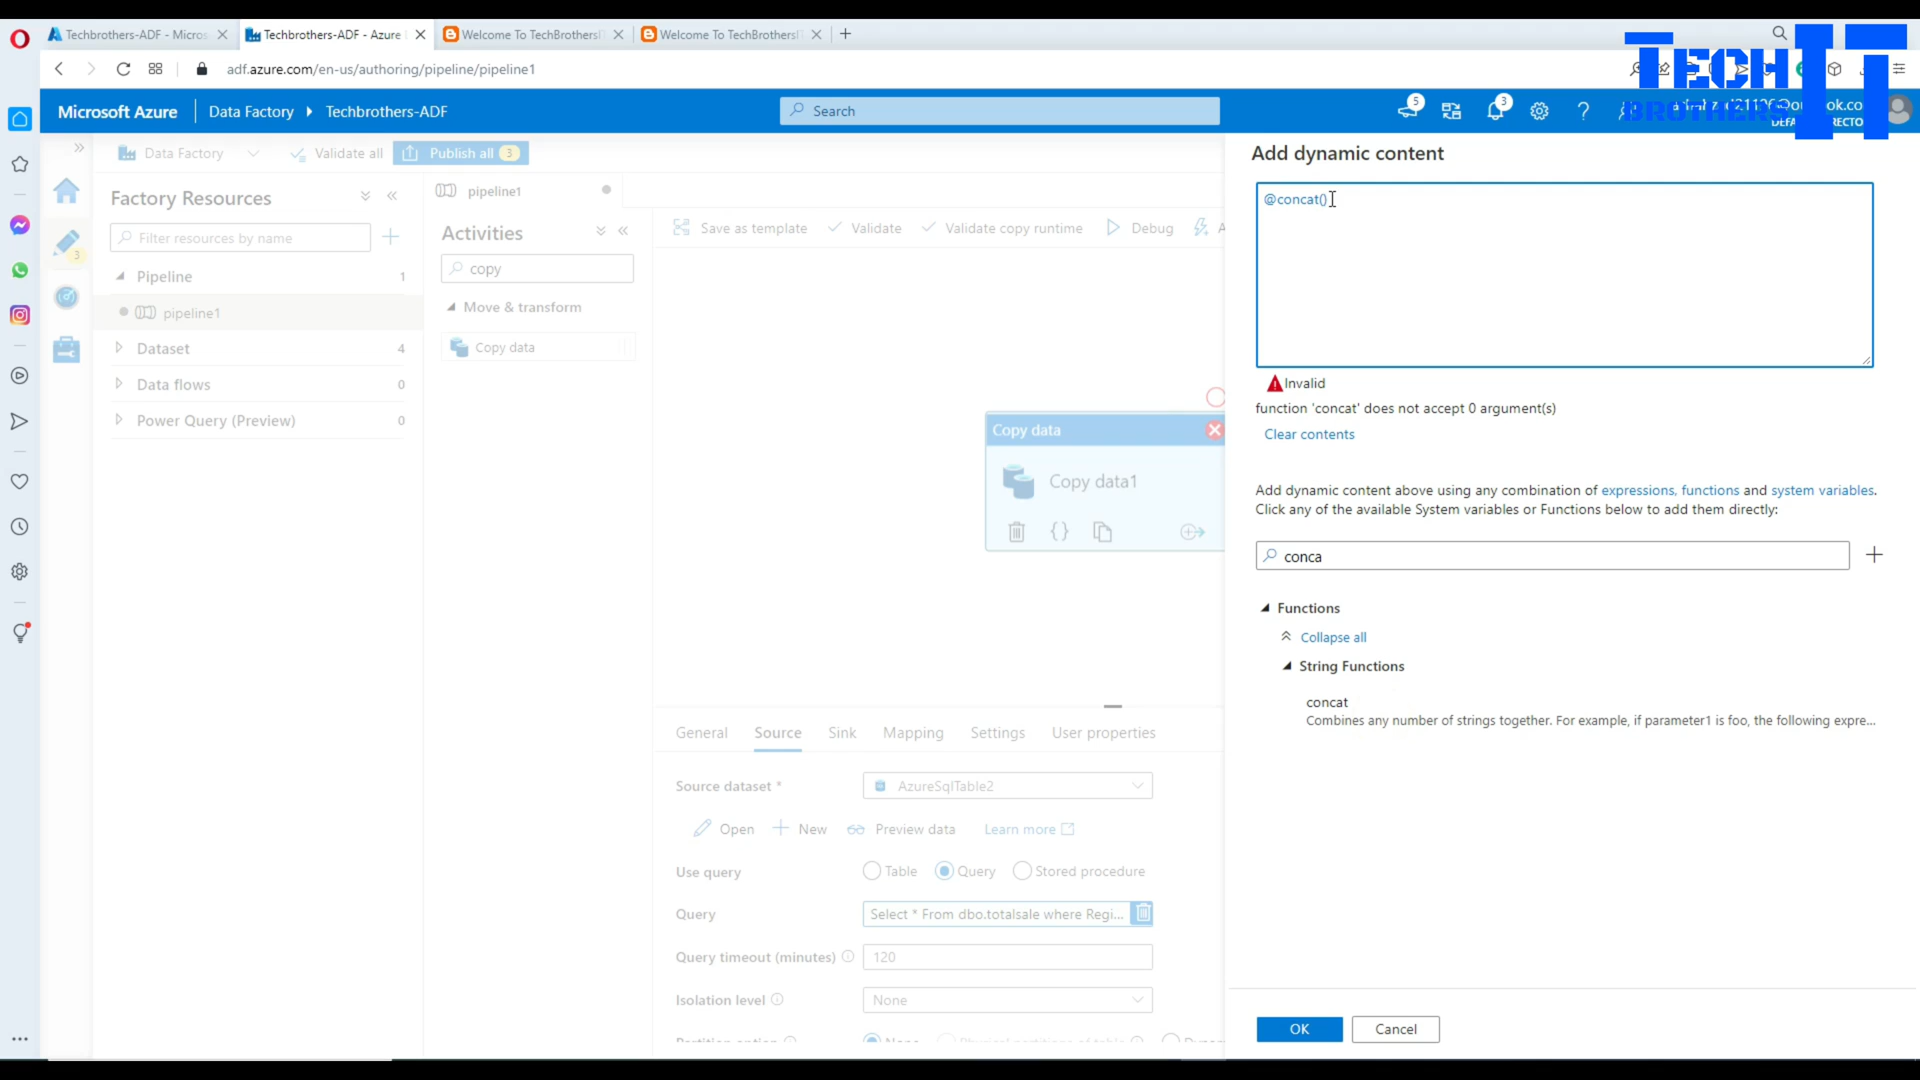 Techbrothers-ADF - Micros
Techbrothers-ADF - Azure
Welcome To TechBrothersI
Welcome To TechBrothersI
adf.azure.com/en-us/authoring/pipeline/pipeline1
TECH IT
BROTHERS
Microsoft Azure
Data Factory
Techbrothers-ADF
Search
5
3
Data Factory
Validate all
Publish all
3
Factory Resources
Filter resources by name
Pipeline
1
pipeline1
Dataset
4
Data flows
0
Power Query (Preview)
0
3
pipeline1
Activities
copy
Move & transform
Copy data
Save as template
Validate
Validate copy runtime
Debug
A
Copy data
Copy data1
General
Source
Sink
Mapping
Settings
User properties
Source dataset *
AzureSqlTable2
Open
New
Preview data
Learn more
Use query
Table
Query
Stored procedure
Query
Select * From dbo.totalsale where Regi...
Query timeout (minutes)
120
Isolation level
None
Add dynamic content
@concat()
Invalid
function 'concat' does not accept 0 argument(s)
Clear contents
Add dynamic content above using any combination of expressions, functions and system variables.
Click any of the available System variables or Functions below to add them directly:
conca
Functions
Collapse all
String Functions
concat
Combines any number of strings together. For example, if parameter1 is foo, the following expre...
OK
Cancel